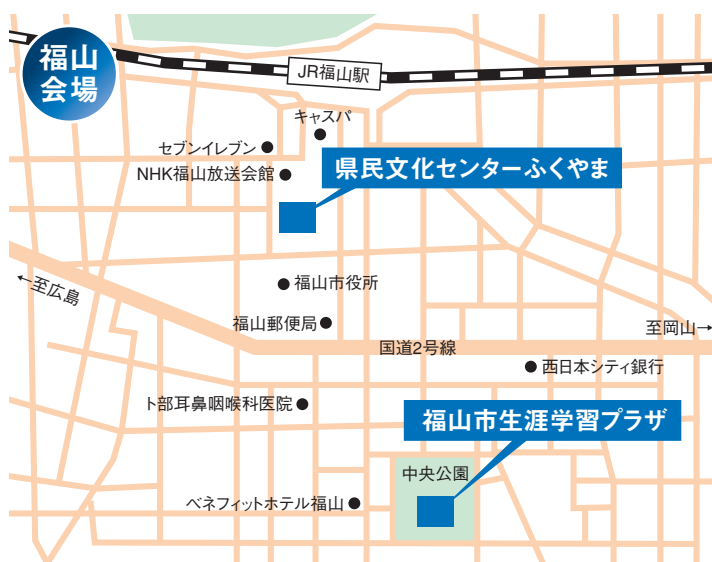 福山
会場
JR福山駅
キャスパ
セブンイレブン
NHK福山放送会館
県民文化センターふくやま
←至広島
福山市役所
福山郵便局
至岡山→
国道2号線
西日本シティ銀行
卜部耳鼻咽喉科医院
福山市生涯学習プラザ
中央公園
ベネフィットホテル福山